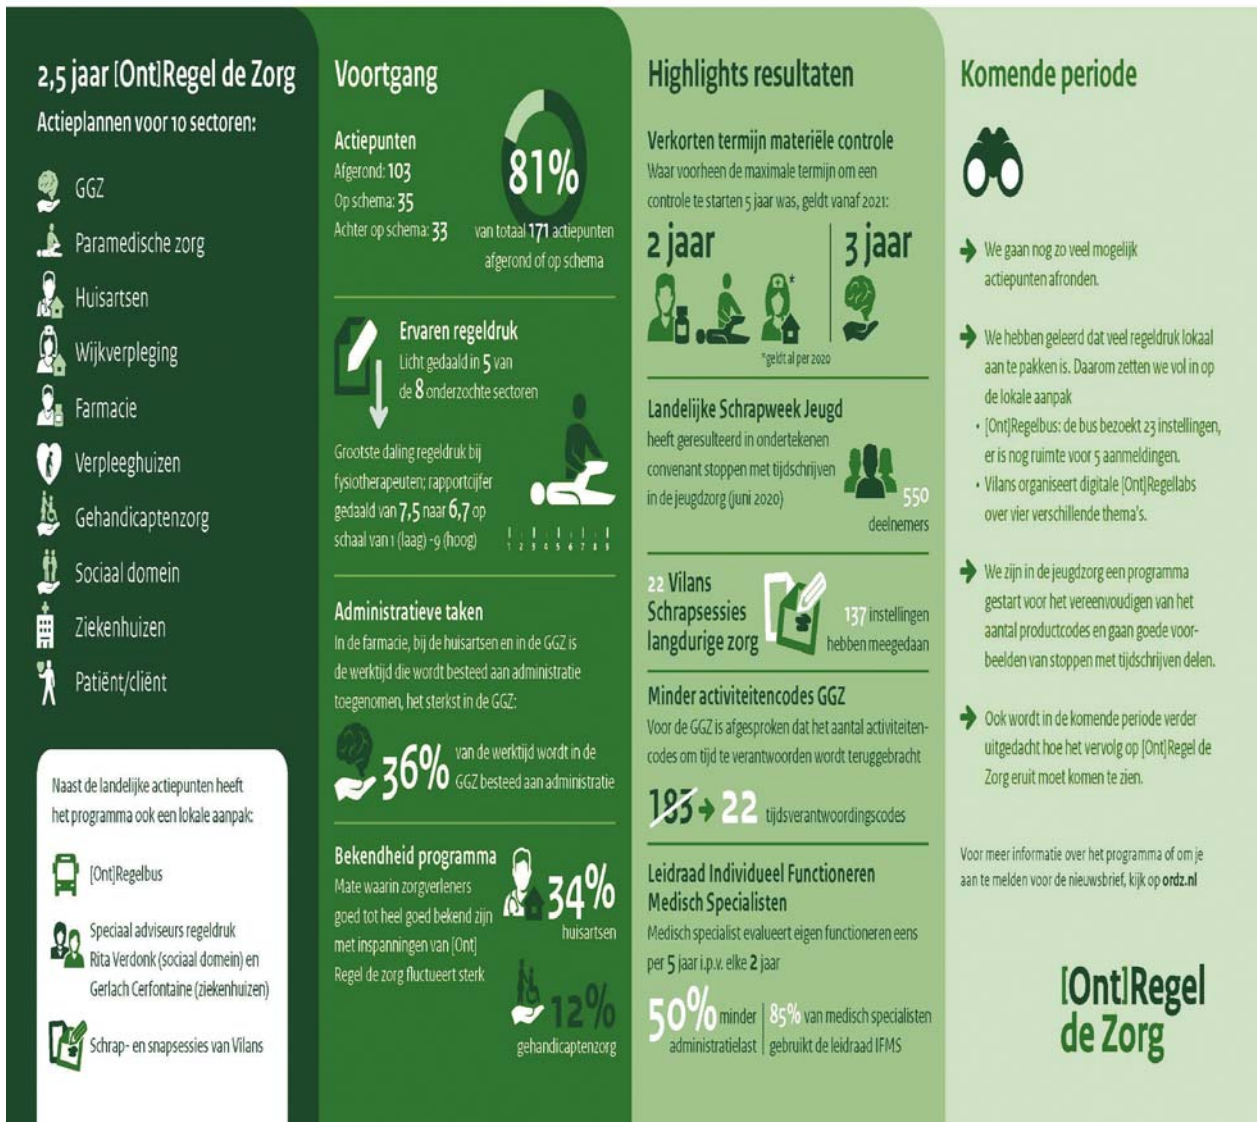 2,5 jaar [Ont]Regel de Zorg
Actieplannen voor 10 sectoren:
GGZ
Paramedische zorg
Huisartsen
Wijkverpleging
Farmacie
Verpleeghuizen
Gehandicaptenzorg
Sociaal domein
Ziekenhuizen
Patiënt/cliënt
Naast de landelijke actiepunten heeft
het programma ook een lokale aanpak:
[Ont]Regelbus
Speciaal adviseurs regeldruk
Rita Verdonk (sociaal domein) en
Gerlach Cerfontaine (ziekenhuizen)
Schrap- en snapsessies van Vilans
Voortgang
Actiepunten
Afgerond: 103
Op schema: 35
Achter op schema: 33
81%
van totaal 171 actiepunten
afgerond of op schema
Ervaren regeldruk
Licht gedaald in 5 van
de 8 onderzochte sectoren
Grootste daling regeldruk bij
fysiotherapeuten; rapportcijfer
gedaald van 7,5 naar 6,7 op
schaal van 1 (laag) -9 (hoog)
1 2 3 4 5 6 7 8 9
Administratieve taken
In de farmacie, bij de huisartsen en in de GGZ is
de werktijd die wordt besteed aan administratie
toegenomen, het sterkst in de GGZ:
36%
van de werktijd wordt in de
GGZ besteed aan administratie
Bekendheid programma
Mate waarin zorgverleners
goed tot heel goed bekend zijn
met inspanningen van [Ont]
Regel de zorg fluctueert sterk
34%
huisartsen
12%
gehandicaptenzorg
Highlights resultaten
Verkorten termijn materiële controle
Waar voorheen de maximale termijn om een
controle te starten 5 jaar was, geldt vanaf 2021:
2 jaar
3 jaar
*
*geldt al per 2020
Landelijke Schrapweek Jeugd
heeft geresulteerd in ondertekenen
convenant stoppen met tijdschrijven
in de jeugdzorg (juni 2020)
550
deelnemers
22 Vilans
Schrapsessies
langdurige zorg
137 instellingen
hebben meegedaan
Minder activiteitencodes GGZ
Voor de GGZ is afgesproken dat het aantal activiteiten-
codes om tijd te verantwoorden wordt teruggebracht
183 → 22 tijdsverantwoordingscodes
Leidraad Individueel Functioneren
Medisch Specialisten
Medisch specialist evalueert eigen functioneren eens
per 5 jaar i.p.v. elke 2 jaar
50% minder
administratielast
85% van medisch specialisten
gebruikt de leidraad IFMS
Komende periode
We gaan nog zo veel mogelijk
actiepunten afronden.
We hebben geleerd dat veel regeldruk lokaal
aan te pakken is. Daarom zetten we vol in op
de lokale aanpak
• [Ont]Regelbus: de bus bezoekt 23 instellingen,
er is nog ruimte voor 5 aanmeldingen.
• Vilans organiseert digitale [Ont]Regellabs
over vier verschillende thema's.
We zijn in de jeugdzorg een programma
gestart voor het vereenvoudigen van het
aantal productcodes en gaan goede voor-
beelden van stoppen met tijdschrijven delen.
Ook wordt in de komende periode verder
uitgedacht hoe het vervolg op [Ont]Regel de
Zorg eruit moet komen te zien.
Voor meer informatie over het programma of om je
aan te melden voor de nieuwsbrief, kijk op ordz.nl
[Ont]Regel
de Zorg